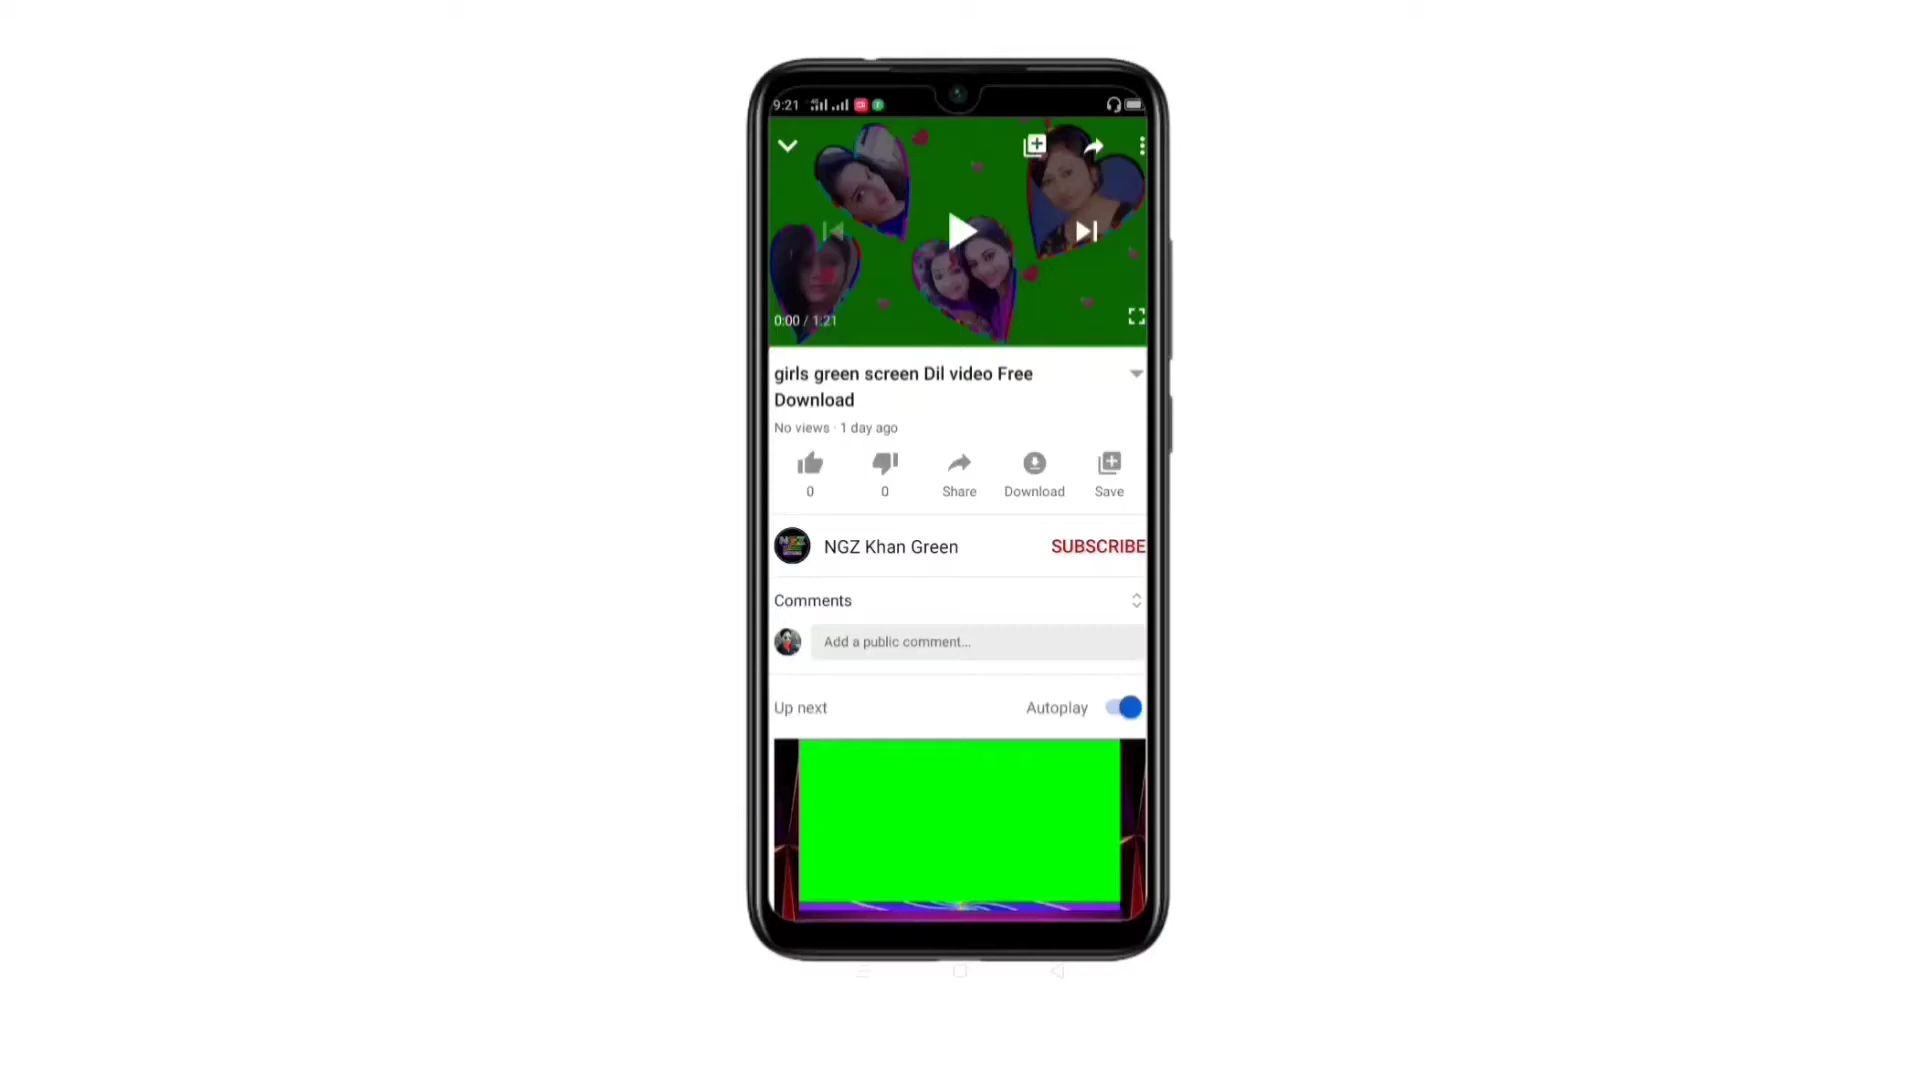 9:21
0:00 / 1:21
girls green screen Dil video Free
Download
No views · 1 day ago
0
0
Share
Download
Save
NGZ
NGZ Khan Green
SUBSCRIBE
Comments
Add a public comment...
Up next
Autoplay